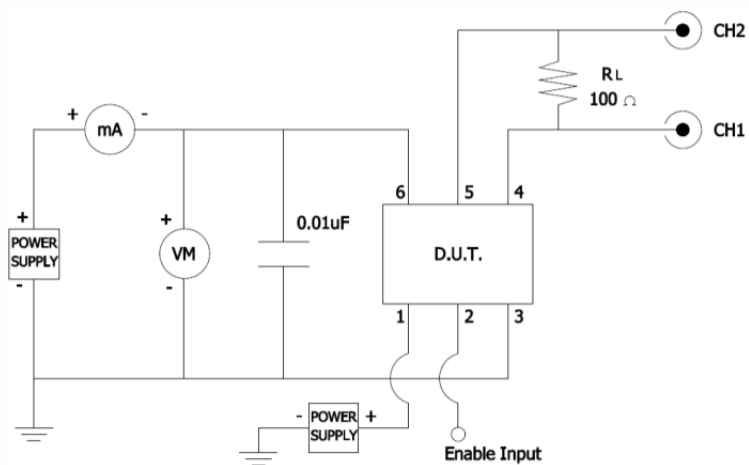 CH2
RL
100 Ω
CH1
+ mA -
6 5 4
+
POWER
SUPPLY
-
+
VM
-
0.01uF
D.U.T.
1 2 3
- POWER
SUPPLY +
Enable Input